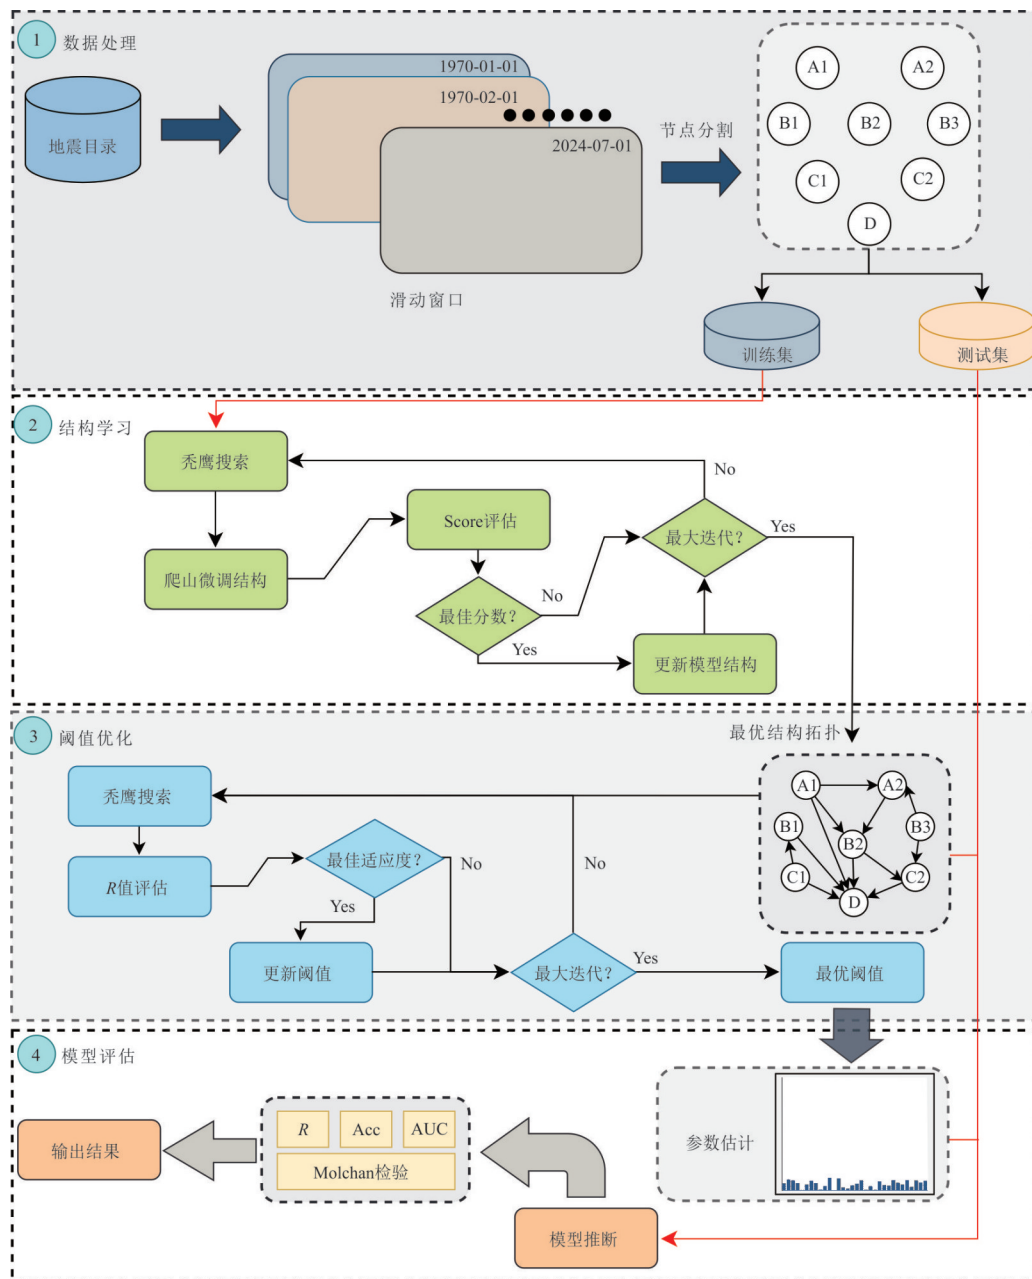 1 数据处理
地震目录
1970-01-01
1970-02-01
2024-07-01
滑动窗口
节点分割
A1 A2
B1 B2 B3
C1 C2
D
训练集 测试集
2 结构学习
秃鹰搜索
爬山微调结构
Score评估
最佳分数？
No
Yes
更新模型结构
最大迭代？
No
Yes
3 阈值优化
最优结构拓扑
秃鹰搜索
R值评估
最佳适应度？
No
Yes
更新阈值
最大迭代？
No
Yes
最优阈值
A1 A2
B1 B2 B3
C1 C2
D
4 模型评估
参数估计
模型推断
R Acc AUC
Molchan检验
输出结果